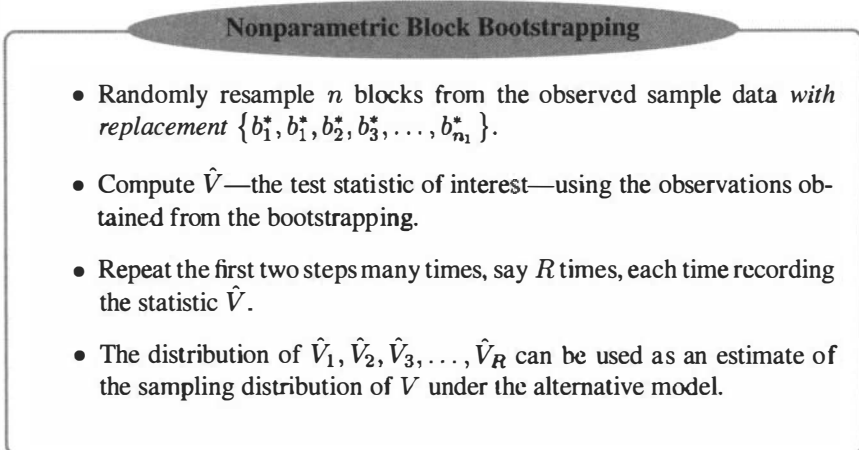 Nonparametric Block Bootstrapping
• Randomly resample n blocks from the observed sample data with
replacement {b₁*, b₁*, b₂*, b₃*, . . . , b*ₙ₁}.
• Compute V̂—the test statistic of interest—using the observations ob-
tained from the bootstrapping.
• Repeat the first two steps many times, say R times, each time recording
the statistic V̂.
• The distribution of V̂₁, V̂₂, V̂₃, . . . , V̂_R can be used as an estimate of
the sampling distribution of V under the alternative model.